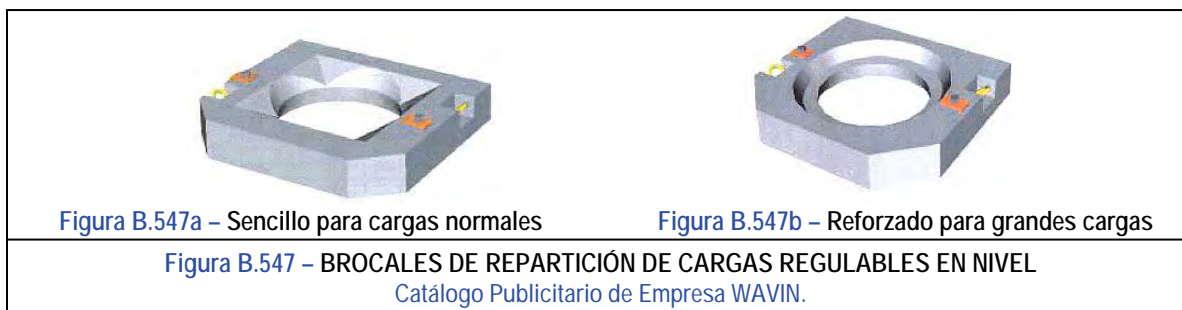 Figura B.547a – Sencillo para cargas normales
Figura B.547b – Reforzado para grandes cargas
Figura B.547 – BROCALES DE REPARTICIÓN DE CARGAS REGULABLES EN NIVEL
Catálogo Publicitario de Empresa WAVIN.